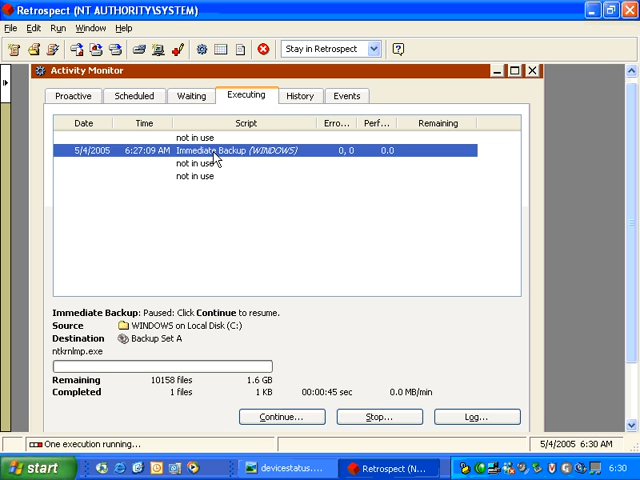 Retrospect (NT AUTHORITY\SYSTEM)
File Edit Run Window Help
Stay in Retrospect
Activity Monitor
Proactive Scheduled Waiting Executing History Events
Date Time Script Erro... Perf... Remaining
not in use
5/4/2005 6:27:09 AM Immediate Backup (WINDOWS) 0, 0 0.0
not in use
not in use
Immediate Backup: Paused: Click Continue to resume.
Source WINDOWS on Local Disk (C:)
Destination Backup Set A
ntkrnlmp.exe
Remaining 10158 files 1.6 GB
Completed 1 files 1 KB 00:00:45 sec 0.0 MB/min
Continue... Stop... Log...
One execution running... 5/4/2005 6:30 AM
start devicestatus.... Retrospect (N... 6:30